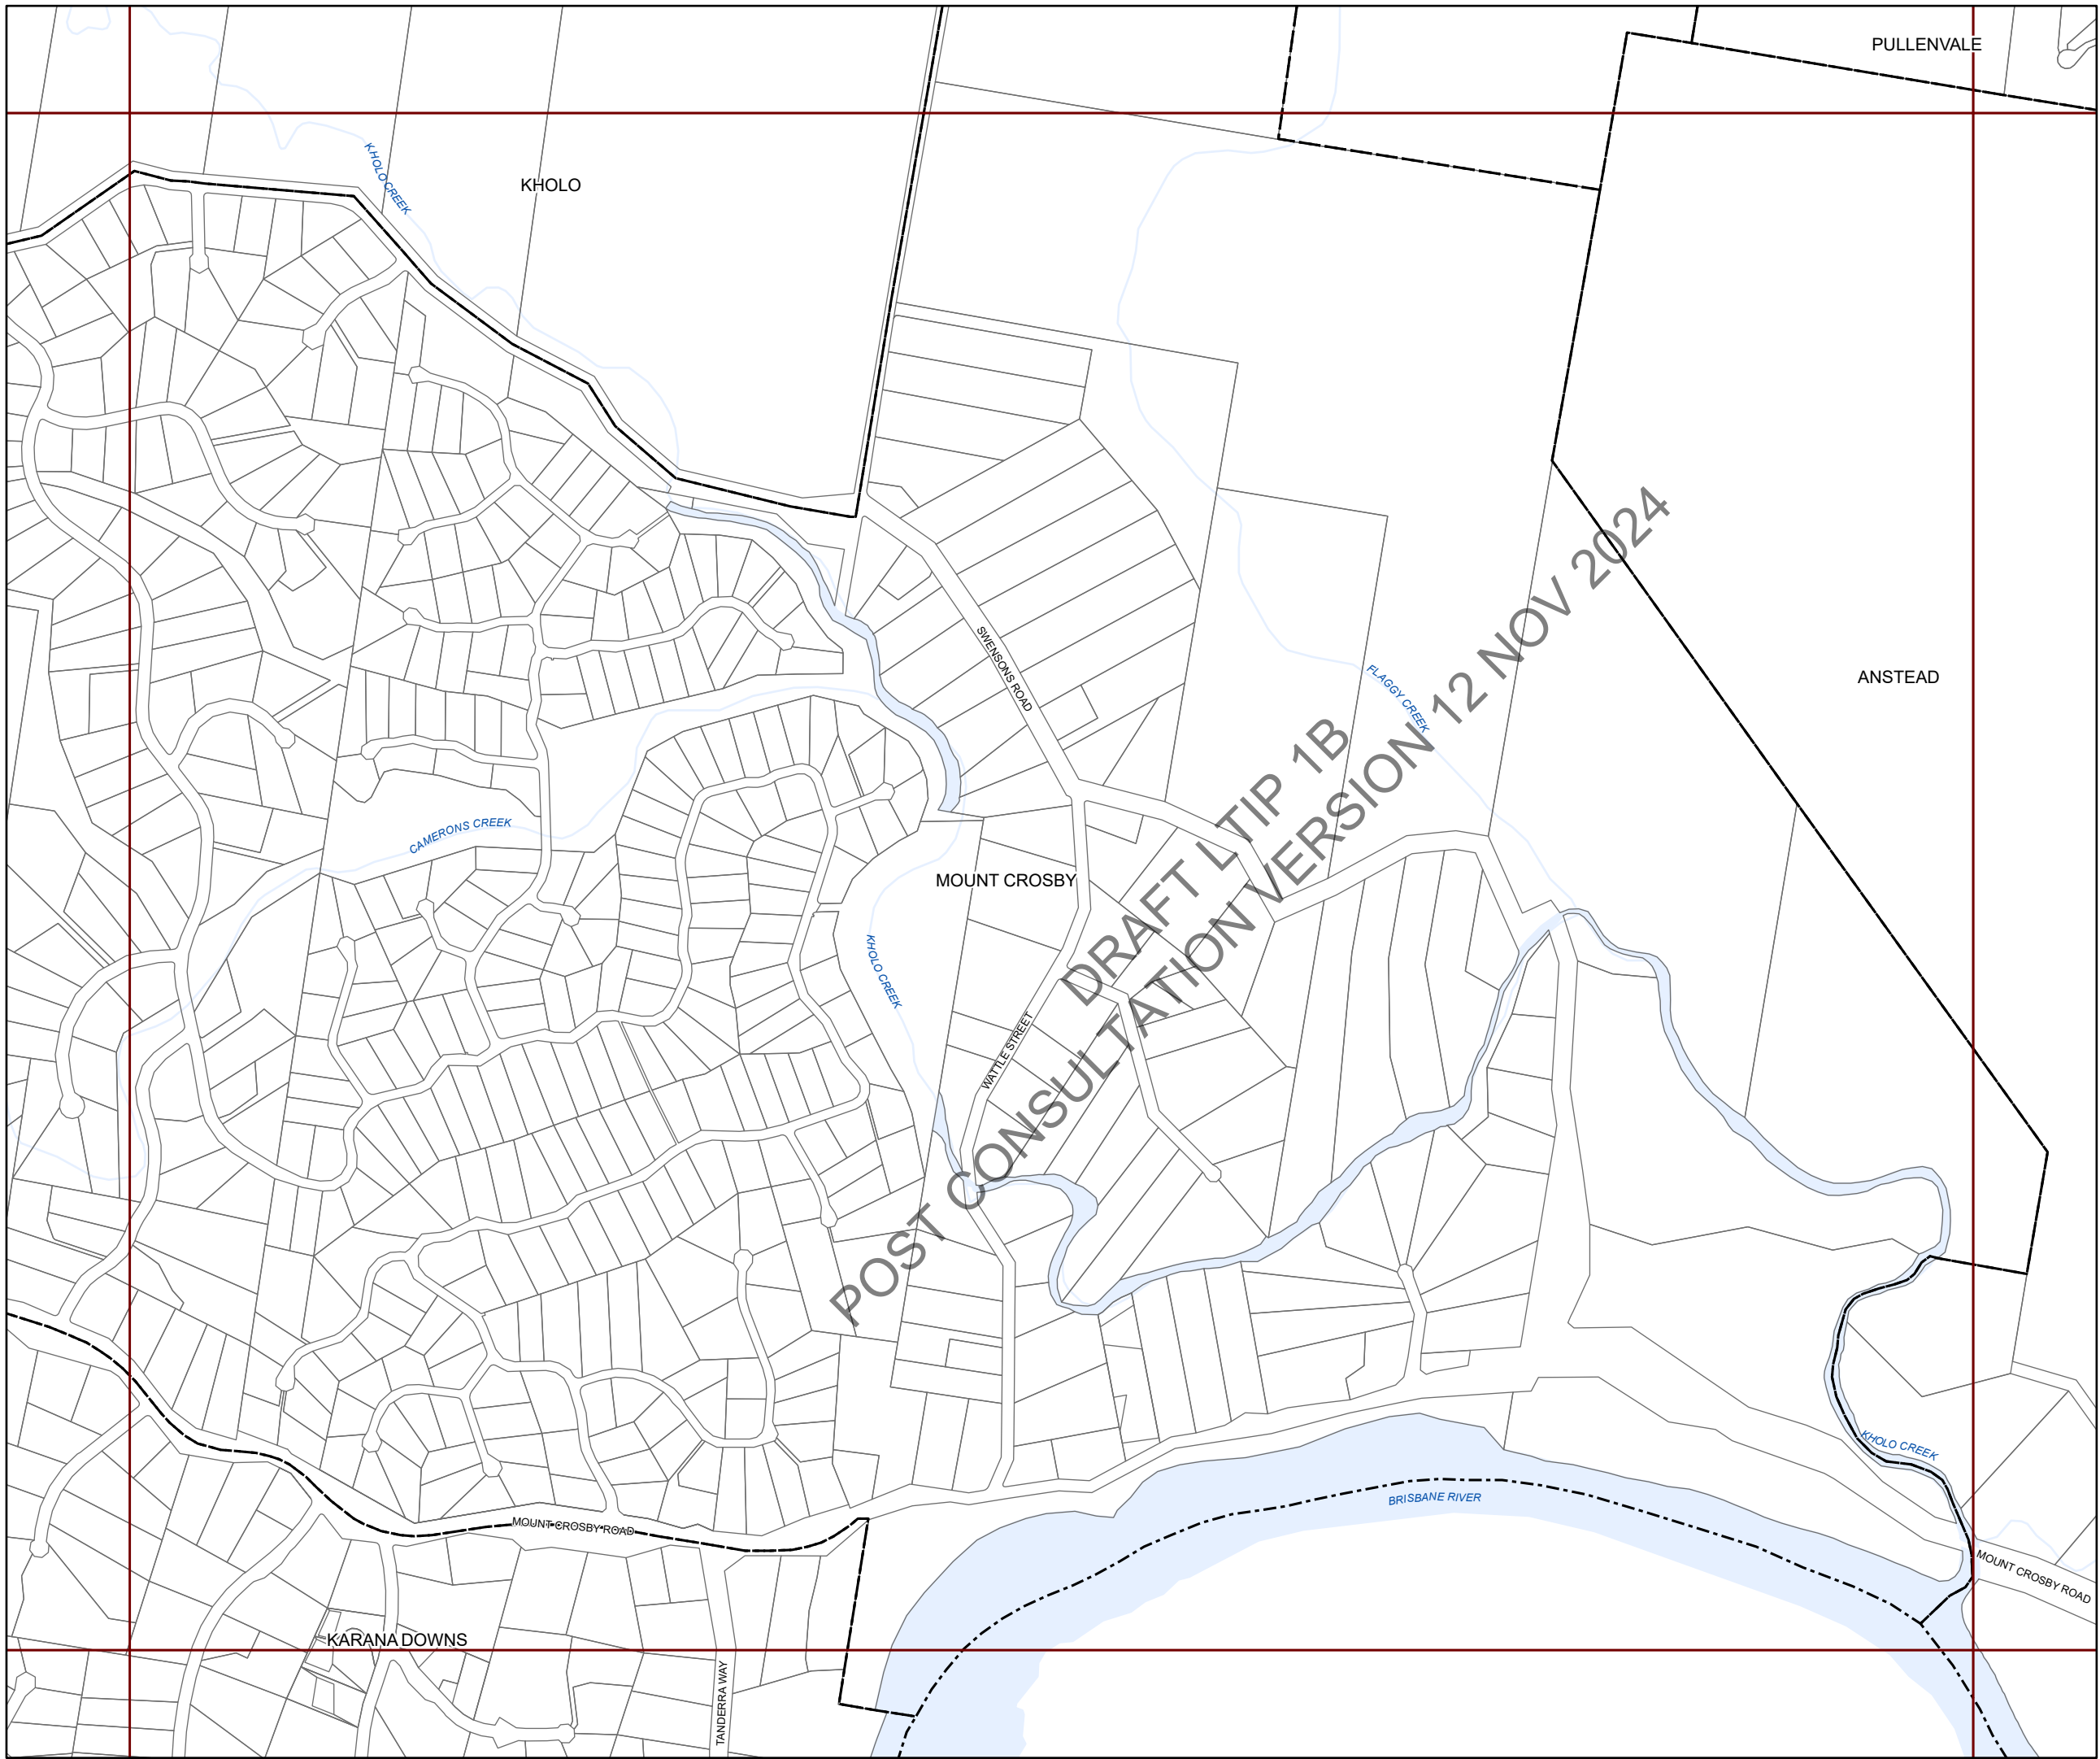 PULLENVALE
KHOLO CREEK
KHOLO
SWENSONS ROAD
FLAGGY CREEK
ANSTEAD
CAMERONS CREEK
MOUNT CROSBY
KHOLO CREEK
WATTLE STREET
DRAFT LTIP 1B
POST CONSULTATION VERSION 12 NOV 2024
KHOLO CREEK
BRISBANE RIVER
MOUNT CROSBY ROAD
MOUNT CROSBY ROAD
KARANA DOWNS
TANDERRA WAY